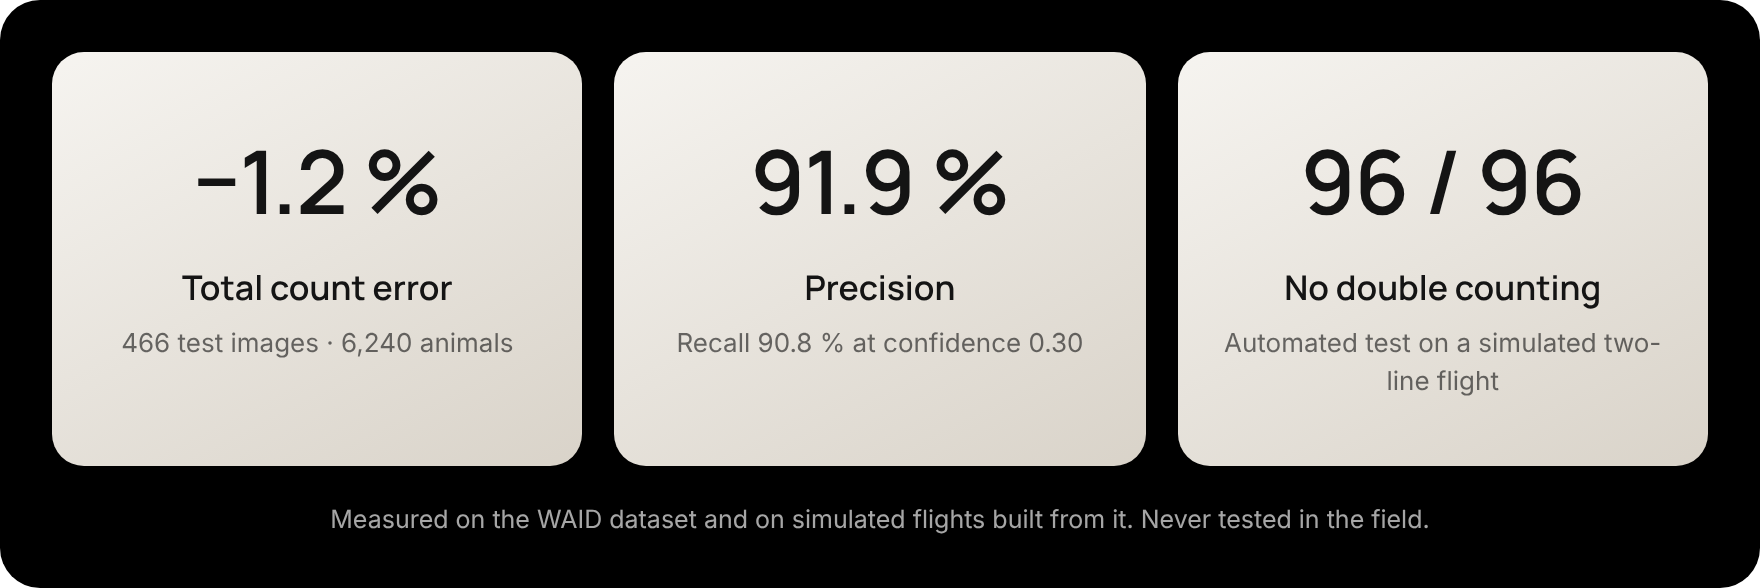 −1.2 %
Total count error
466 test images · 6,240 animals
91.9 %
Precision
Recall 90.8 % at confidence 0.30
96 / 96
No double counting
Automated test on a simulated two-
line flight
Measured on the WAID dataset and on simulated flights built from it. Never tested in the field.